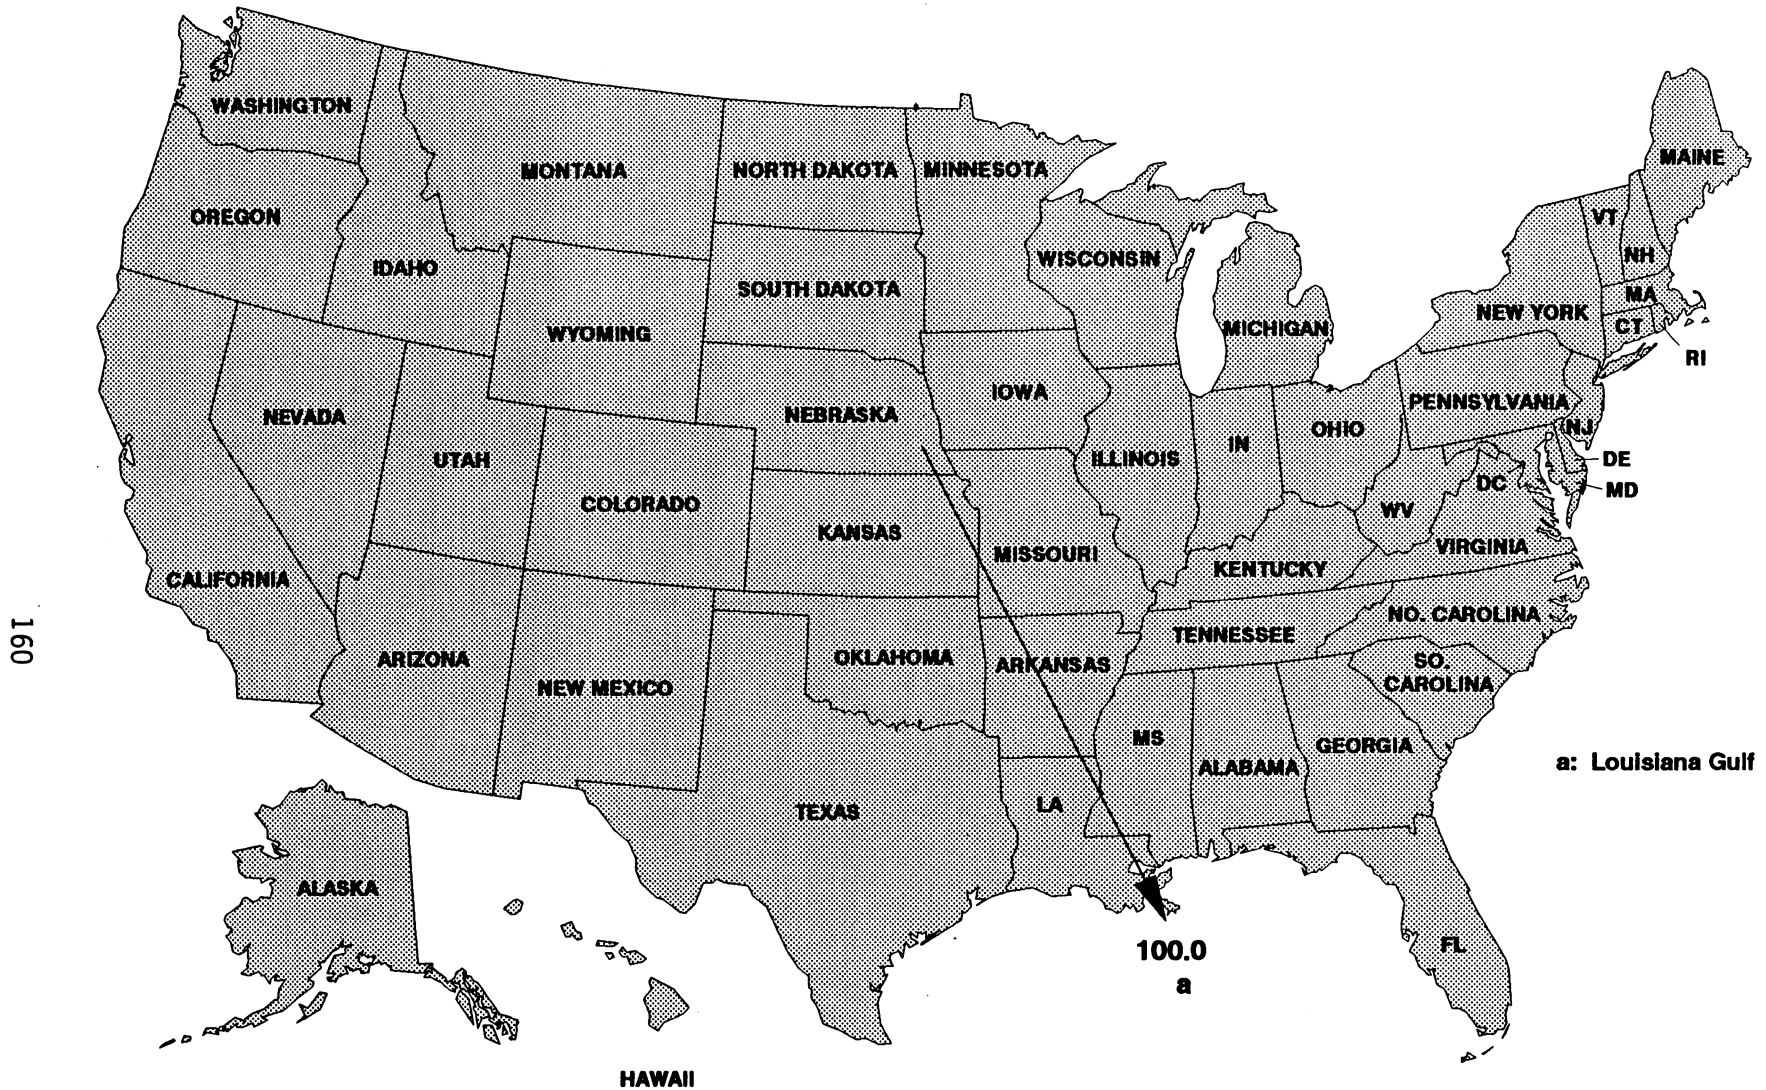 WASHINGTON
MONTANA
NORTH DAKOTA
MINNESOTA
MAINE
OREGON
IDAHO
WISCONSIN
VT
NH
SOUTH DAKOTA
WYOMING
MICHIGAN
NEW YORK
MA
CT
RI
NEVADA
UTAH
NEBRASKA
IOWA
ILLINOIS
IN
OHIO
PENNSYLVANIA
NJ
DE
MD
DC
COLORADO
KANSAS
MISSOURI
WV
VIRGINIA
KENTUCKY
CALIFORNIA
160
ARIZONA
NEW MEXICO
OKLAHOMA
ARKANSAS
TENNESSEE
NO. CAROLINA
SO.
CAROLINA
MS
ALABAMA
GEORGIA
a: Louisiana Gulf
TEXAS
LA
ALASKA
FL
100.0
a
HAWAII